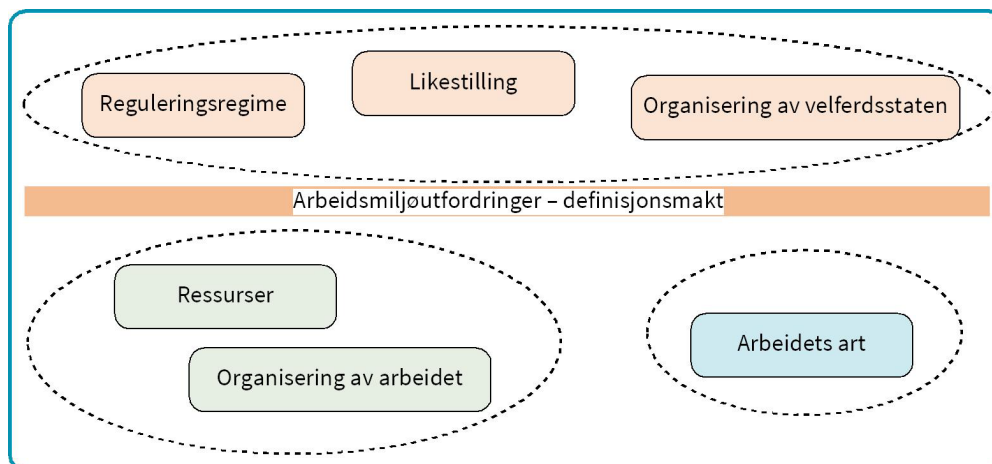 Reguleringsregime
Likestilling
Organisering av velferdsstaten
Arbeidsmiljøutfordringer – definisjonsmakt
Ressurser
Organisering av arbeidet
Arbeidets art